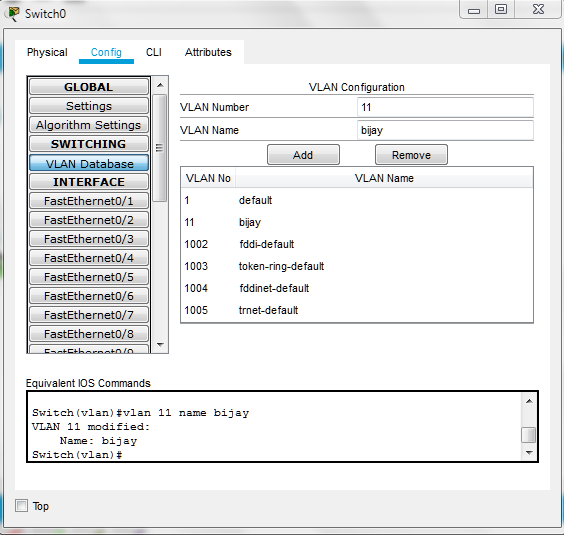 Switch0
Physical Config CLI Attributes
GLOBAL
Settings
Algorithm Settings
SWITCHING
VLAN Database
INTERFACE
FastEthernet0/1
FastEthernet0/2
FastEthernet0/3
FastEthernet0/4
FastEthernet0/5
FastEthernet0/6
FastEthernet0/7
FastEthernet0/8
FastEthernet0/9
VLAN Configuration
VLAN Number 11
VLAN Name bijay
Add Remove
VLAN No VLAN Name
1 default
11 bijay
1002 fddi-default
1003 token-ring-default
1004 fddinet-default
1005 trnet-default
Equivalent IOS Commands
Switch(vlan)#vlan 11 name bijay
VLAN 11 modified:
Name: bijay
Switch(vlan)#
Top